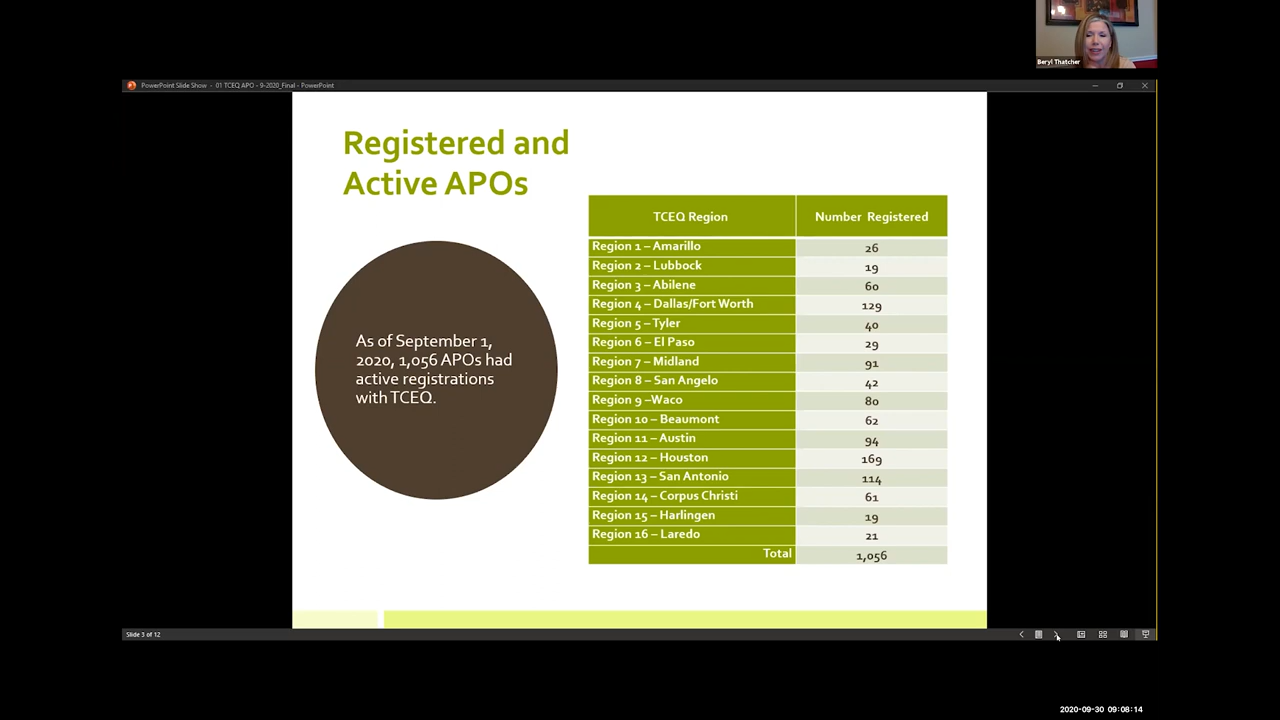 Beryl Thatcher
PowerPoint Slide Show - 01 TCEQ APO - 9-2020_Final - PowerPoint
Registered and
Active APOs
As of September 1,
2020, 1,056 APOs had
active registrations
with TCEQ.
TCEQ Region Number Registered
Region 1 – Amarillo 26
Region 2 – Lubbock 19
Region 3 – Abilene 60
Region 4 – Dallas/Fort Worth 129
Region 5 – Tyler 40
Region 6 – El Paso 29
Region 7 – Midland 91
Region 8 – San Angelo 42
Region 9 –Waco 80
Region 10 – Beaumont 62
Region 11 – Austin 94
Region 12 – Houston 169
Region 13 – San Antonio 114
Region 14 – Corpus Christi 61
Region 15 – Harlingen 19
Region 16 – Laredo 21
Total 1,056
Slide 3 of 12
2020-09-30 09:08:14